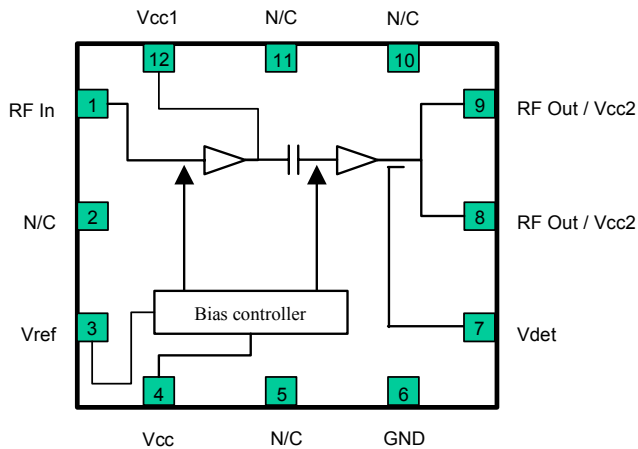 Vcc1
N/C
N/C
12
11
10
RF In
1
9
RF Out / Vcc2
N/C
2
8
RF Out / Vcc2
Bias controller
Vref
3
7
Vdet
4
5
6
Vcc
N/C
GND